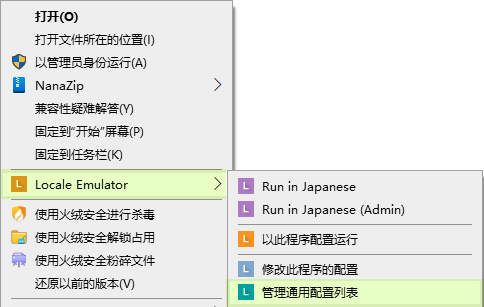 打开(O)
打开文件所在的位置(I)
以管理员身份运行(A)
NanaZip
兼容性疑难解答(Y)
固定到“开始”屏幕(P)
固定到任务栏(K)
L Locale Emulator
使用火绒安全进行杀毒
使用火绒安全解锁占用
使用火绒安全粉碎文件
还原以前的版本(V)
L Run in Japanese
L Run in Japanese (Admin)
L 以此程序配置运行
L 修改此程序的配置
L 管理通用配置列表